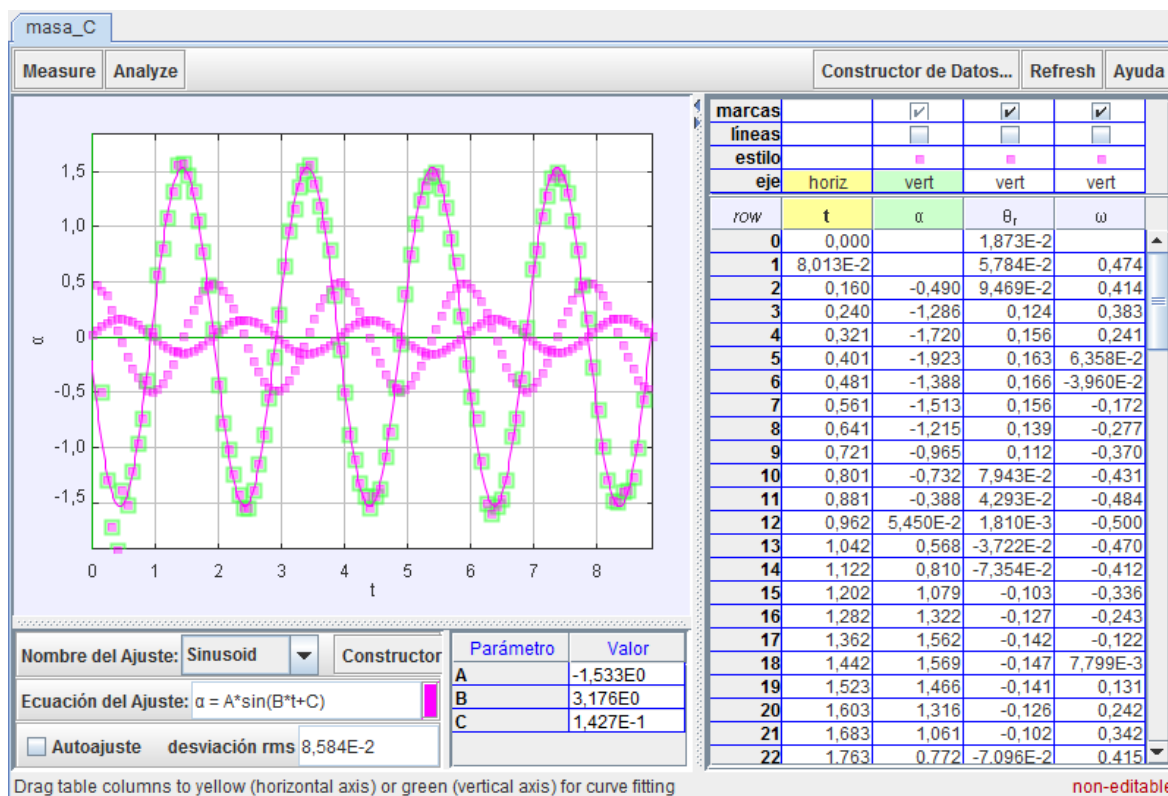 masa_C
Measure Analyze Constructor de Datos... Refresh Ayuda
1,5
1,0
0,5
0
-0,5
-1,0
-1,5
α
0 1 2 3 4 5 6 7 8
t
marcas
líneas
estilo
eje horiz vert vert vert
row t α θr ω
0 0,000 1,873E-2
1 8,013E-2 5,784E-2 0,474
2 0,160 -0,490 9,469E-2 0,414
3 0,240 -1,286 0,124 0,383
4 0,321 -1,720 0,156 0,241
5 0,401 -1,923 0,163 6,358E-2
6 0,481 -1,388 0,166 -3,960E-2
7 0,561 -1,513 0,156 -0,172
8 0,641 -1,215 0,139 -0,277
9 0,721 -0,965 0,112 -0,370
10 0,801 -0,732 7,943E-2 -0,431
11 0,881 -0,388 4,293E-2 -0,484
12 0,962 5,450E-2 1,810E-3 -0,500
13 1,042 0,568 -3,722E-2 -0,470
14 1,122 0,810 -7,354E-2 -0,412
15 1,202 1,079 -0,103 -0,336
16 1,282 1,322 -0,127 -0,243
17 1,362 1,562 -0,142 -0,122
18 1,442 1,569 -0,147 7,799E-3
19 1,523 1,466 -0,141 0,131
20 1,603 1,316 -0,126 0,242
21 1,683 1,061 -0,102 0,342
22 1,763 0,772 -7,096E-2 0,415
Nombre del Ajuste: Sinusoid Constructor
Ecuación del Ajuste: α = A*sin(B*t+C)
Autoajuste desviación rms 8,584E-2
Parámetro Valor
A -1,533E0
B 3,176E0
C 1,427E-1
Drag table columns to yellow (horizontal axis) or green (vertical axis) for curve fitting non-editable